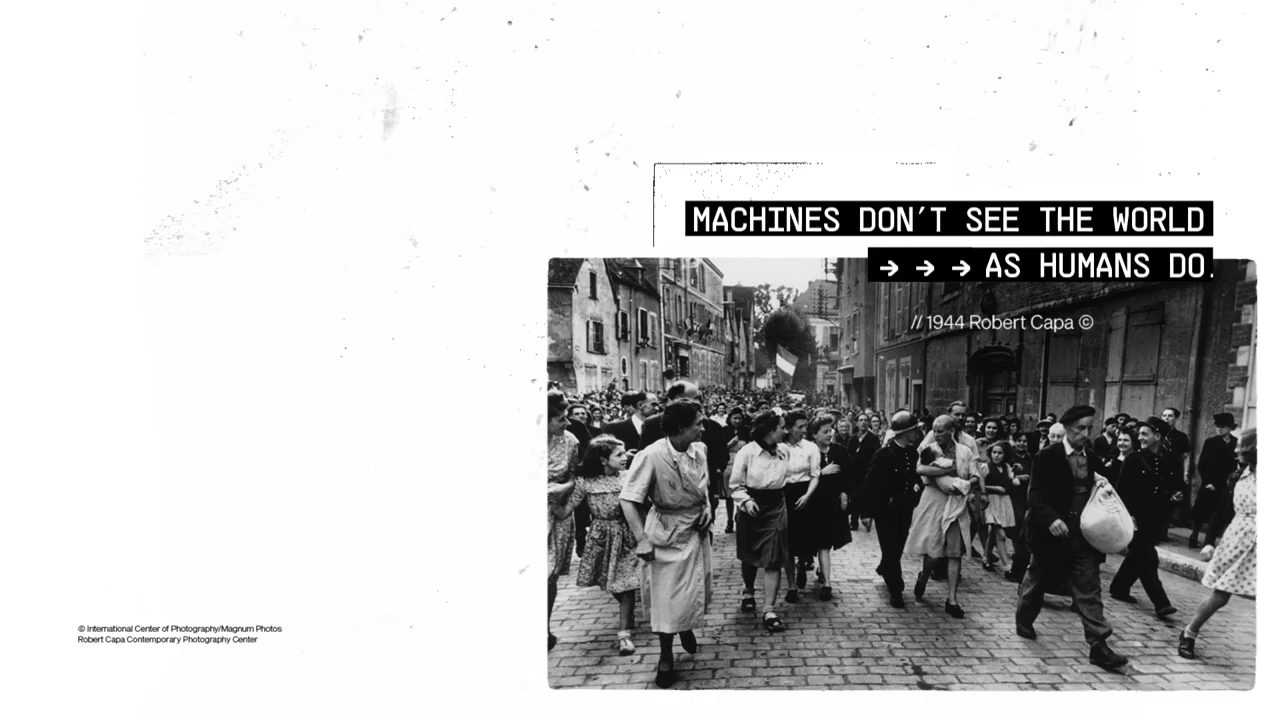 MACHINES DON'T SEE THE WORLD
→ → → AS HUMANS DO.
// 1944 Robert Capa ©
© International Center of Photography/Magnum Photos
Robert Capa Contemporary Photography Center